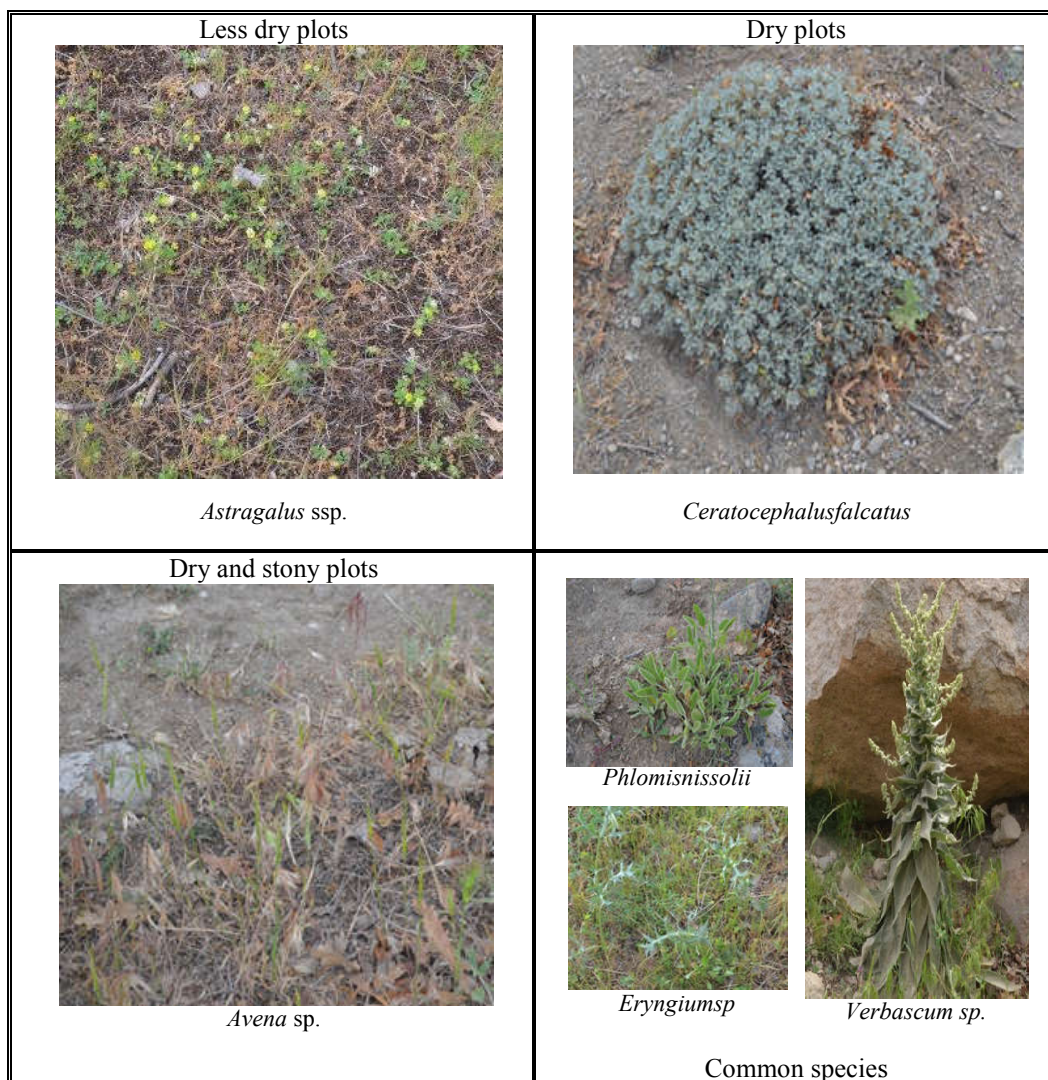 Less dry plots
Astragalus ssp.
Dry plots
Ceratocephalusfalcatus
Dry and stony plots
Avena sp.
Phlomisnissolii
Eryngiumsp
Verbascum sp.
Common species